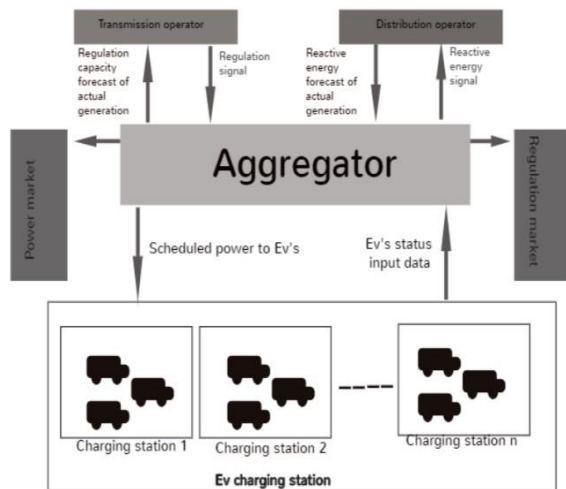 Transmission operator
Distribution operator
Regulation
capacity
forecast of
actual
generation
Regulation
signal
Reactive
energy
forecast of
actual
generation
Reactive
energy
signal
Power market
Aggregator
Regulation market
Scheduled power to Ev's
Ev's status
input data
Charging station 1
Charging station 2
Charging station n
Ev charging station